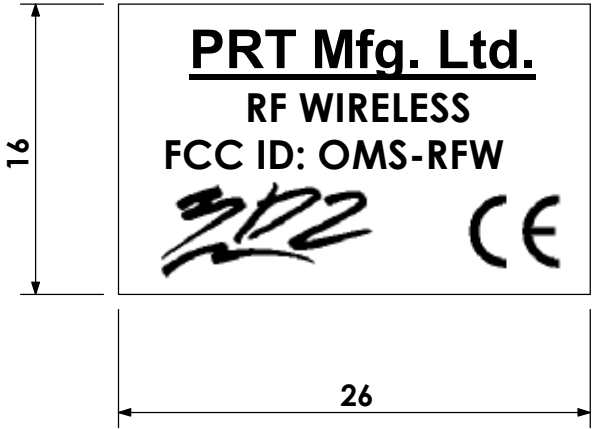 PRT Mfg. Ltd.
RF WIRELESS
FCC ID: OMS-RFW
CE
16
26